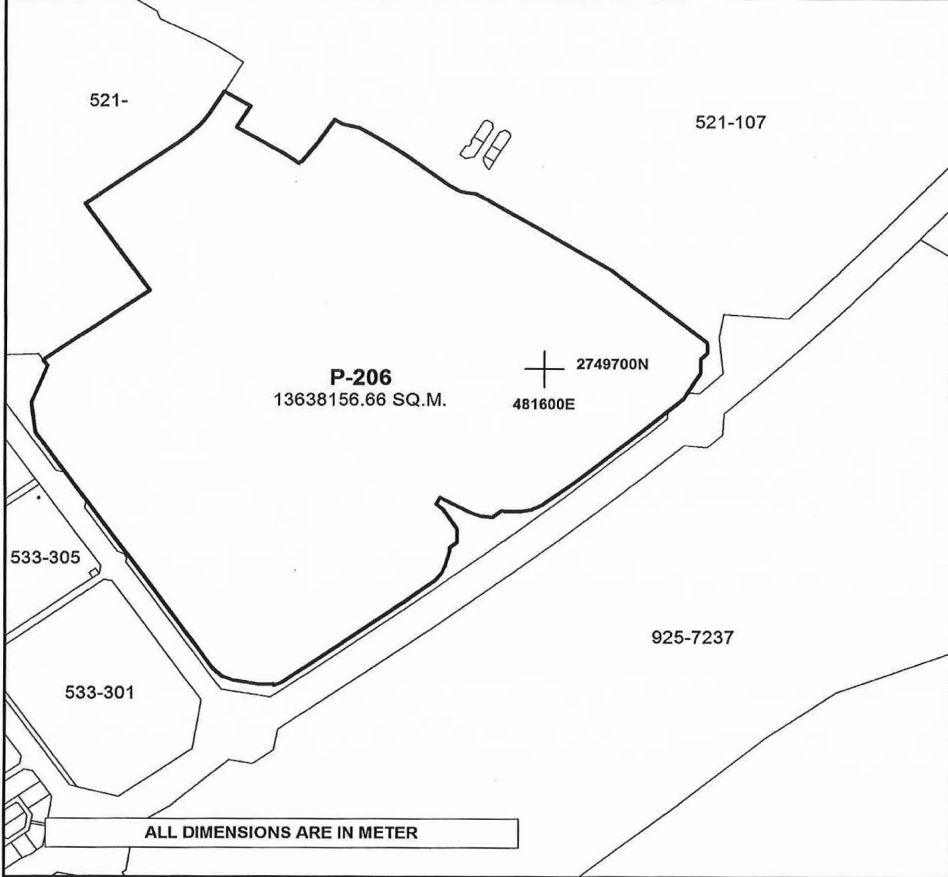 521-
521-107
P-206
13638156.66 SQ.M.
2749700N
481600E
533-305
925-7237
533-301
ALL DIMENSIONS ARE IN METER